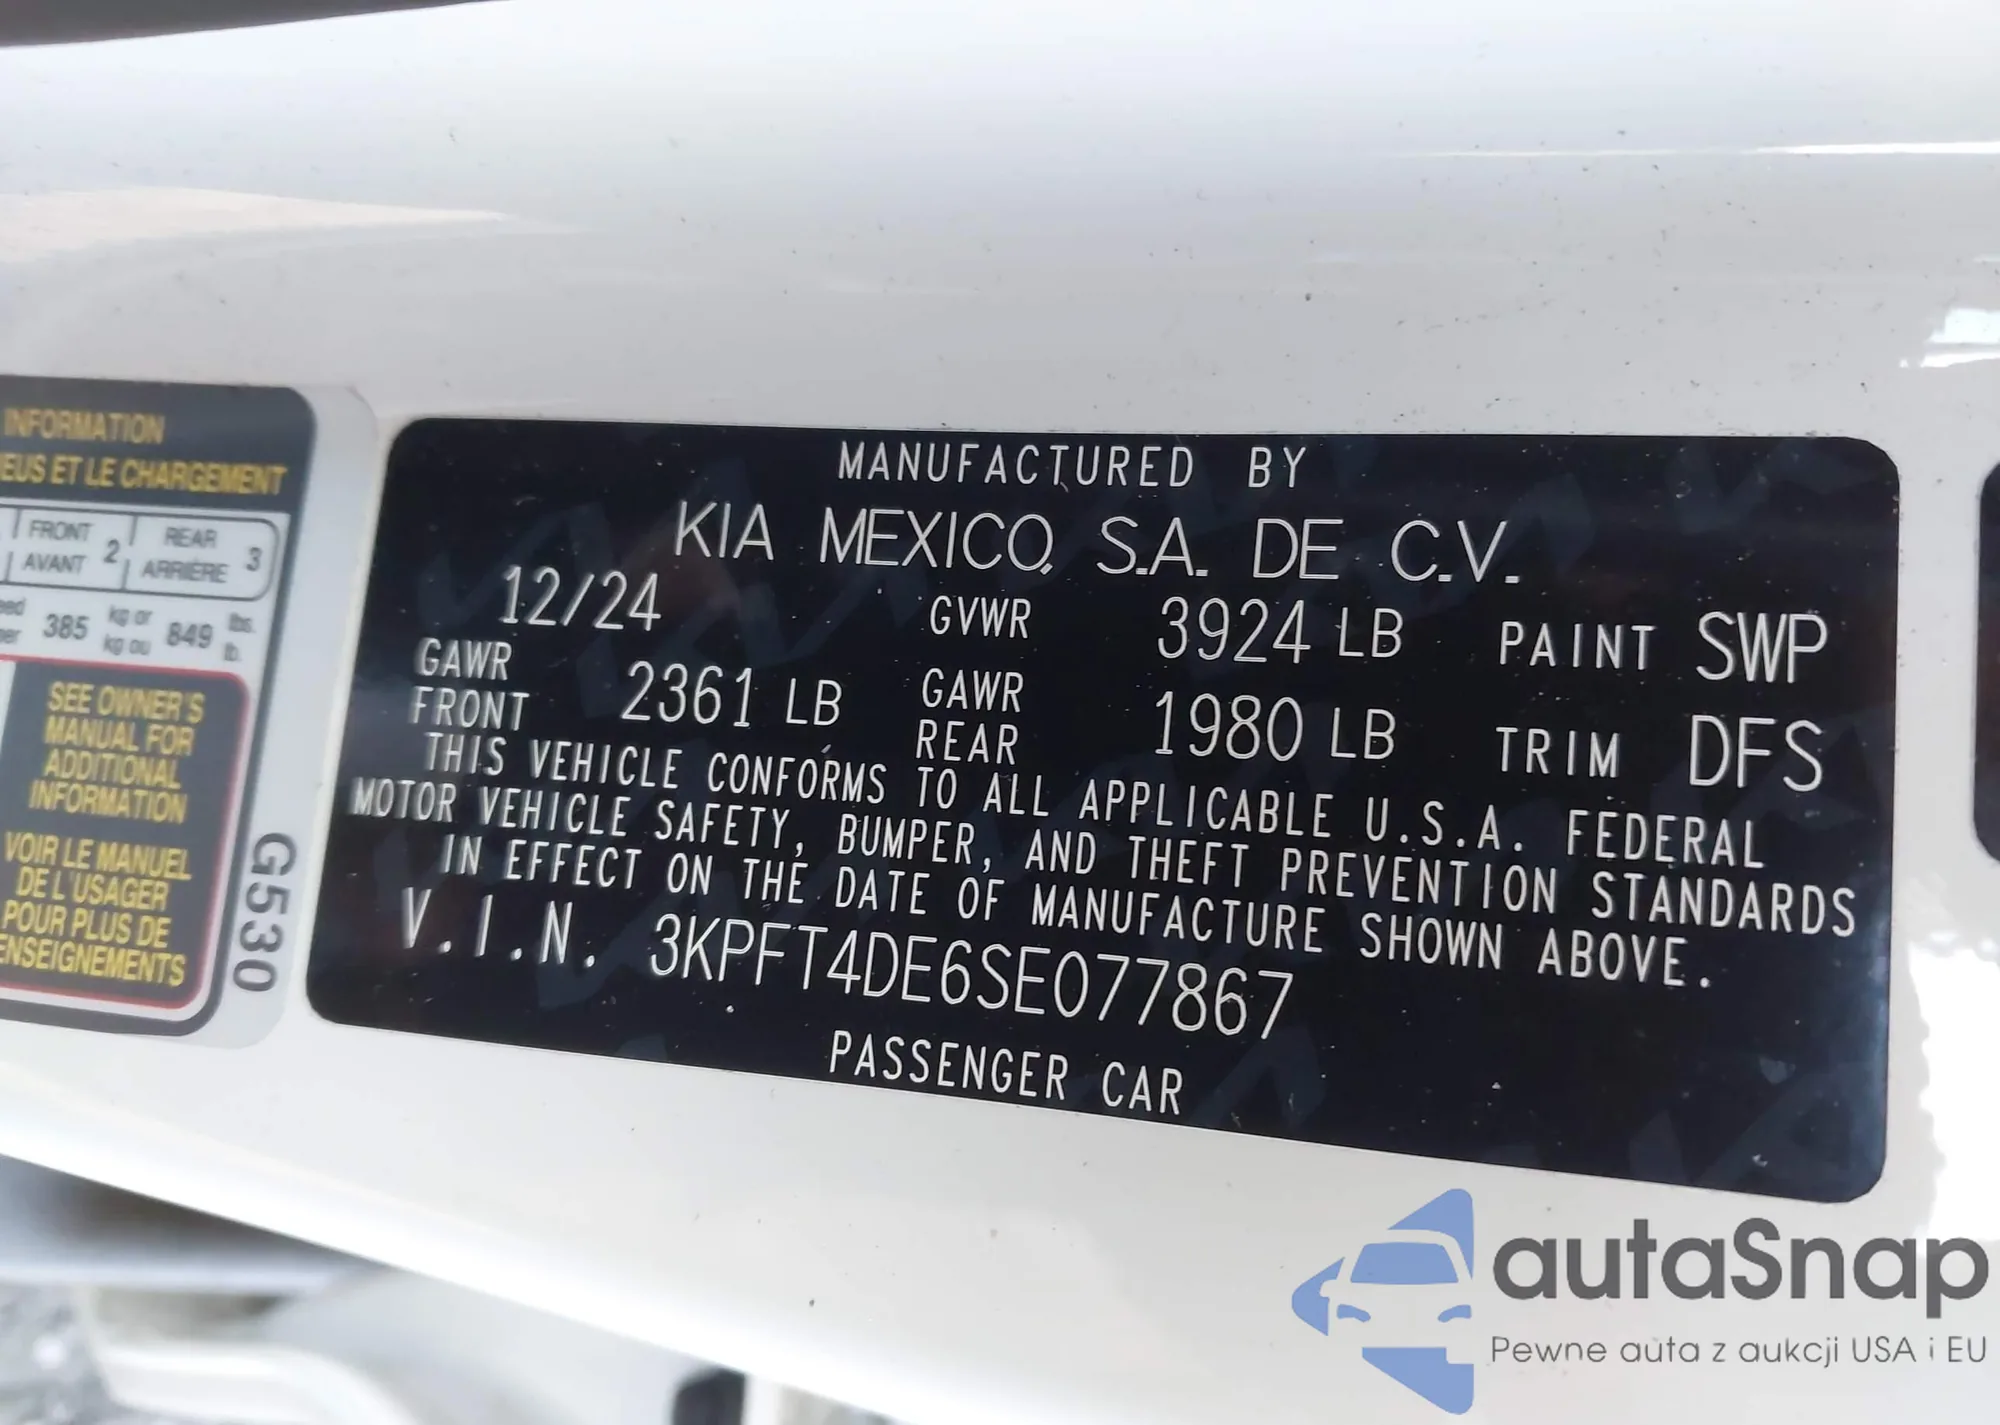 INFORMATION
EUS ET LE CHARGEMENT
FRONT
AVANT 2
REAR
ARRIÈRE 3
385 kg or
kg ou 849 lbs.
lb.
SEE OWNER'S
MANUAL FOR
ADDITIONAL
INFORMATION
VOIR LE MANUEL
DE L'USAGER
POUR PLUS DE
ENSEIGNEMENTS
G530
MANUFACTURED BY
KIA MEXICO, S.A. DE C.V.
12/24 GVWR 3924 LB PAINT SWP
GAWR
FRONT 2361 LB GAWR
REAR 1980 LB TRIM DFS
THIS VEHICLE CONFORMS TO ALL APPLICABLE U.S.A. FEDERAL
MOTOR VEHICLE SAFETY, BUMPER, AND THEFT PREVENTION STANDARDS
IN EFFECT ON THE DATE OF MANUFACTURE SHOWN ABOVE.
V.I.N. 3KPFT4DE6SE077867
PASSENGER CAR
autaSnap
Pewne auta z aukcji USA i EU